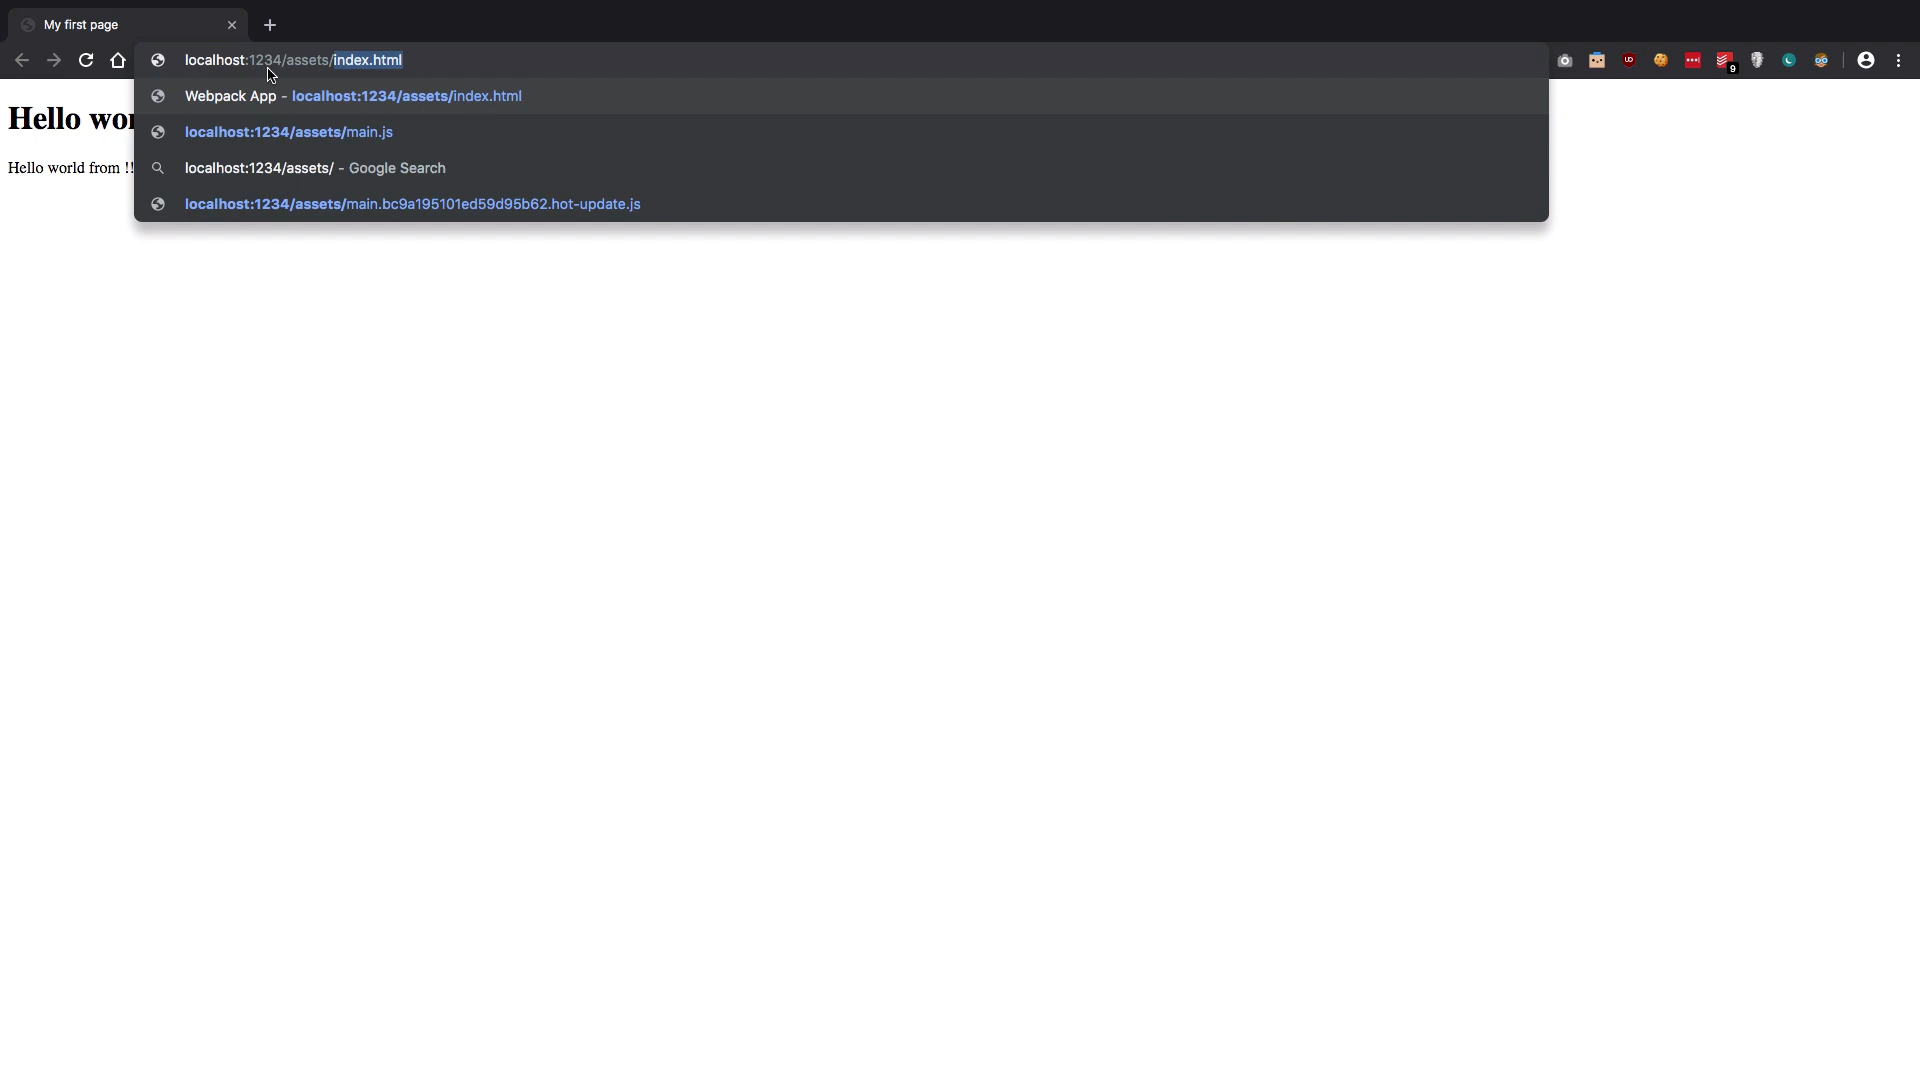 My first page
localhost:1234/assets/index.html
Webpack App - localhost:1234/assets/index.html
localhost:1234/assets/main.js
localhost:1234/assets/ - Google Search
localhost:1234/assets/main.bc9a195101ed59d95b62.hot-update.js
Hello wor
Hello world from !!
9